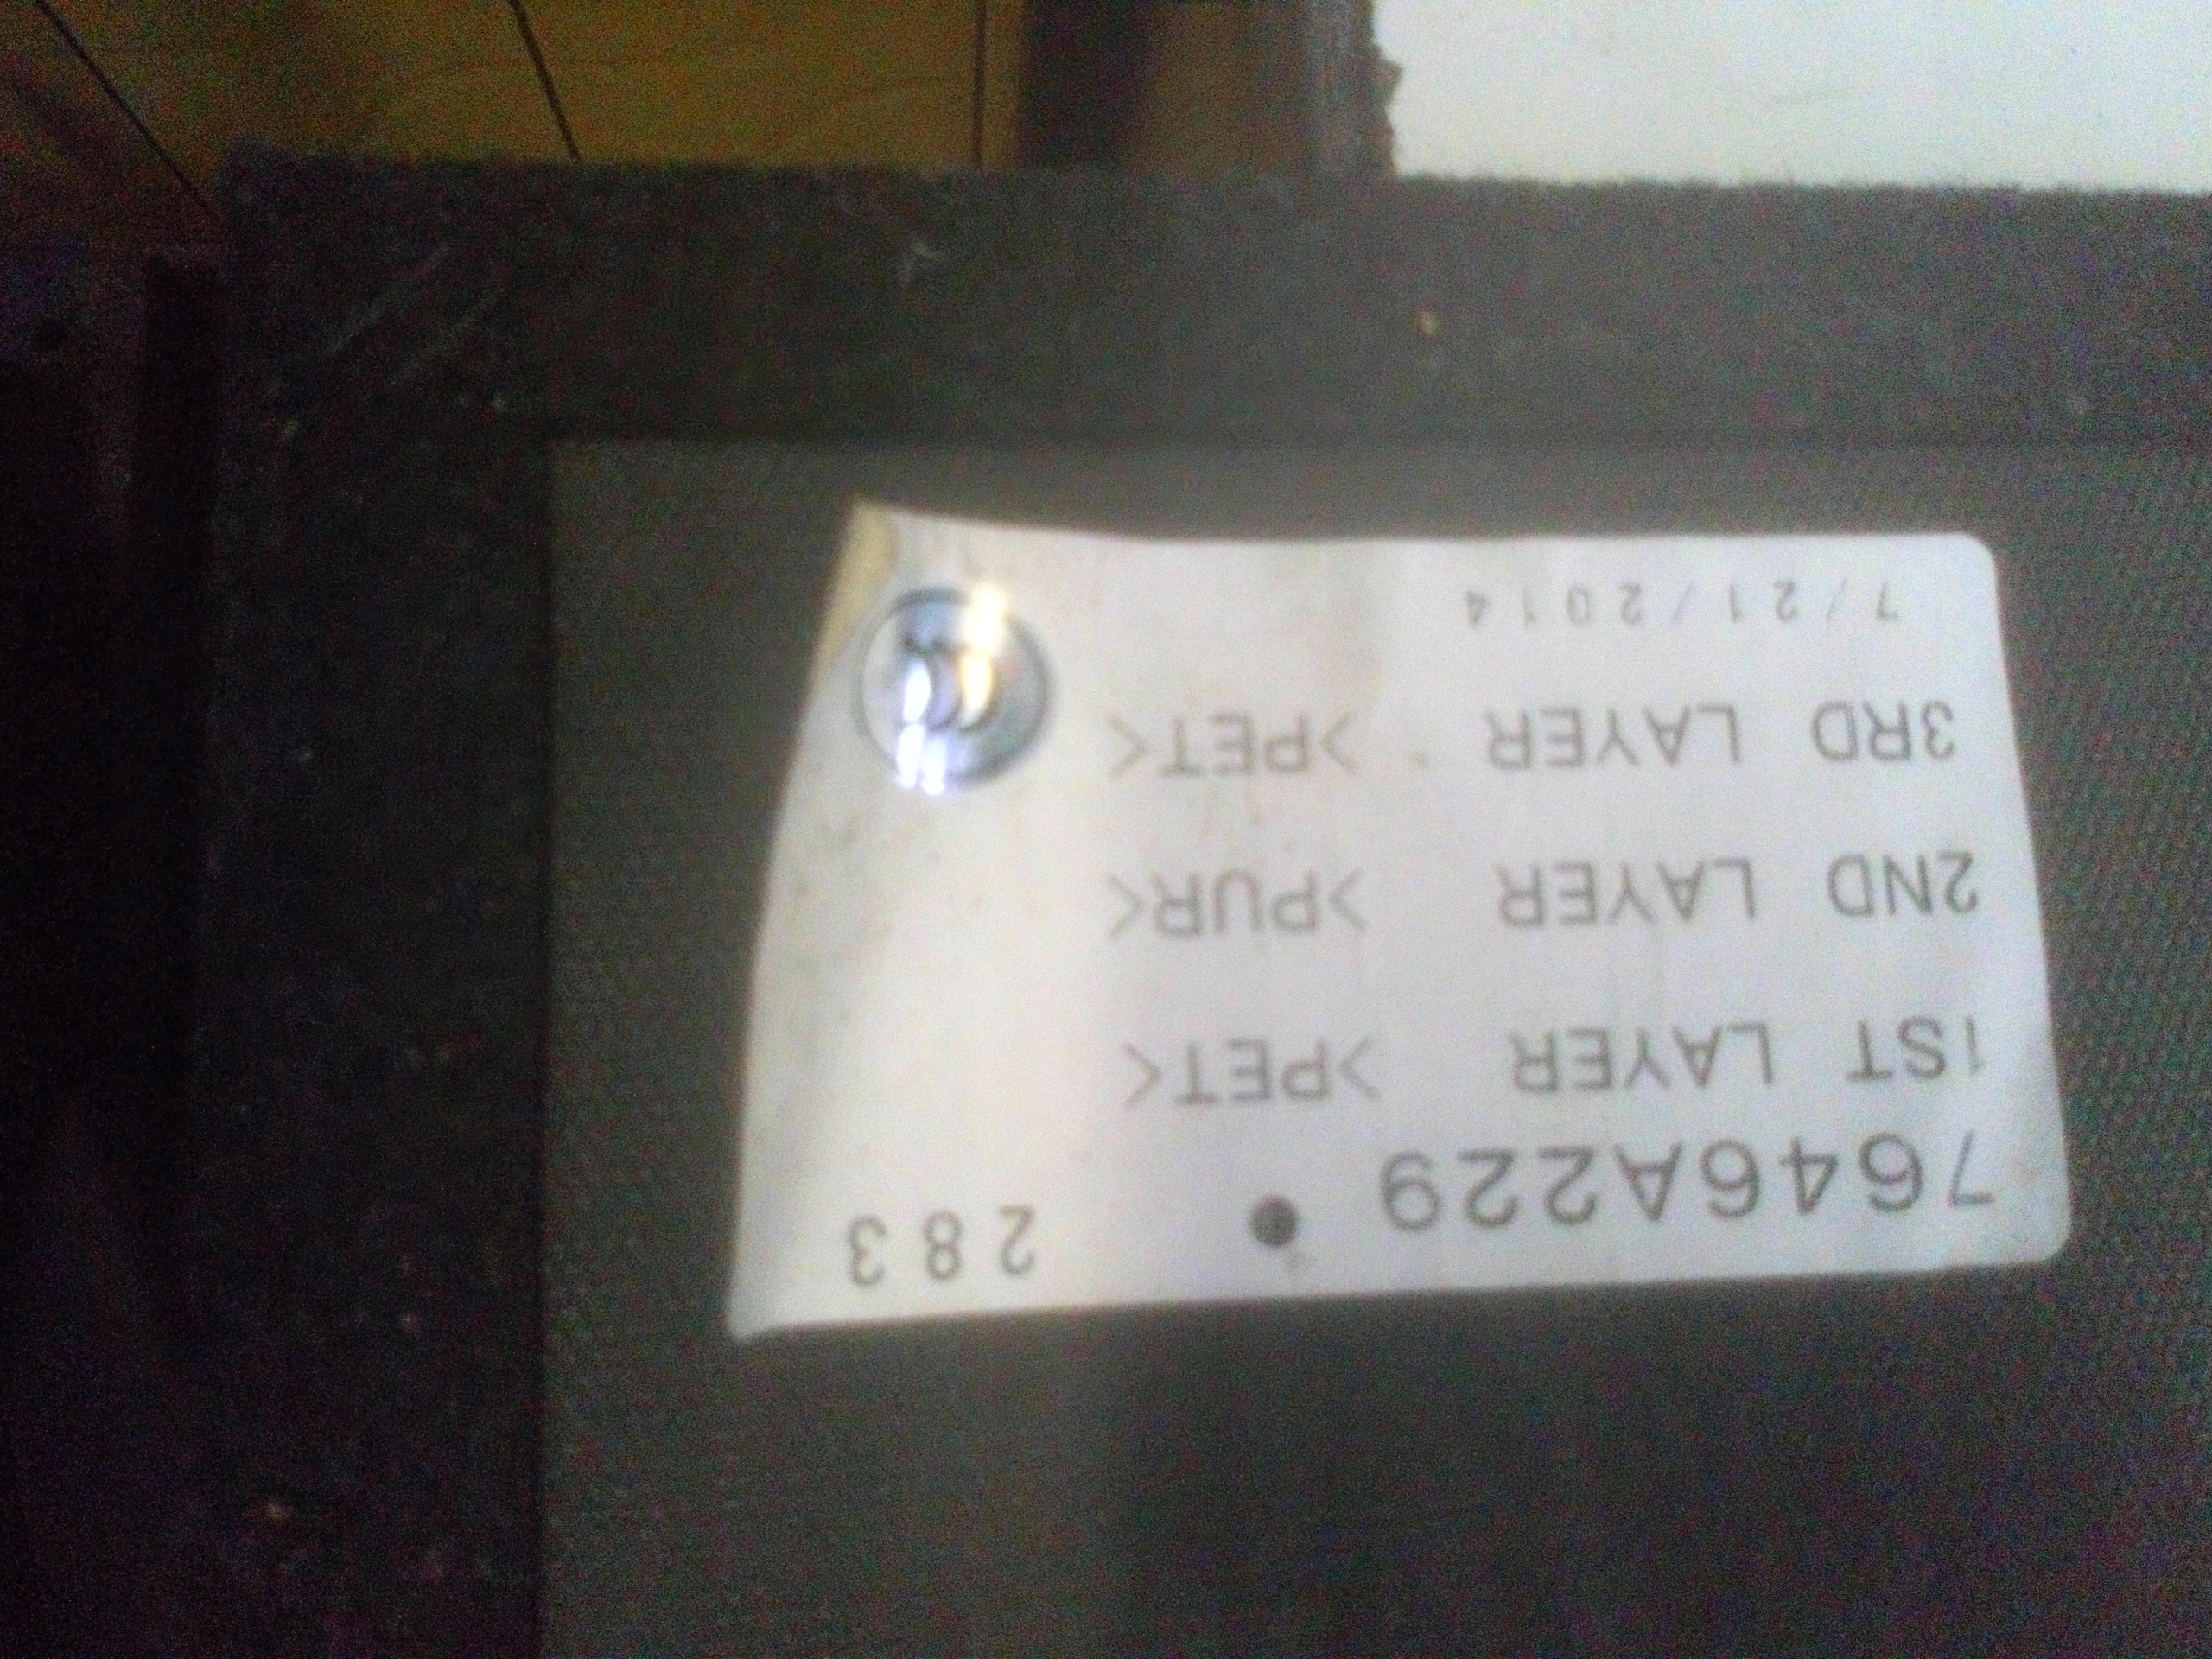 7646A229 • 283
1ST LAYER >PET<
2ND LAYER >PUR<
3RD LAYER >PET<
7/21/2014